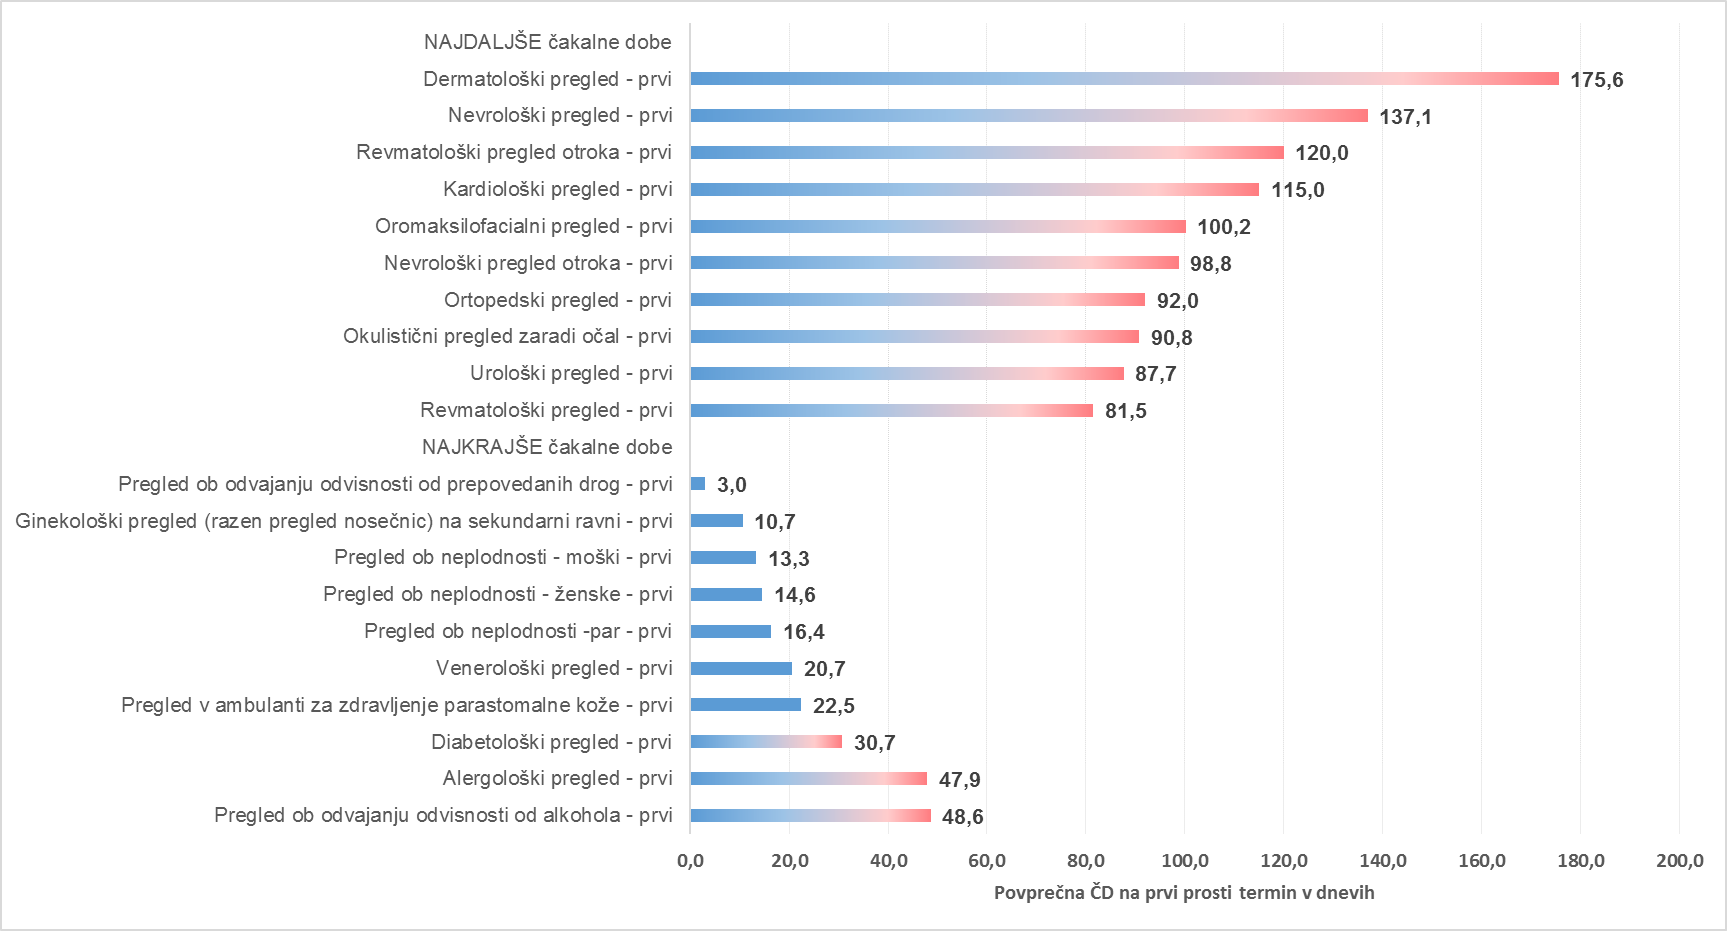 NAJDALJŠE čakalne dobe
Dermatološki pregled - prvi 175,6
Nevrološki pregled - prvi 137,1
Revmatološki pregled otroka - prvi 120,0
Kardiološki pregled - prvi 115,0
Oromaksilofacialni pregled - prvi 100,2
Nevrološki pregled otroka - prvi 98,8
Ortopedski pregled - prvi 92,0
Okulistični pregled zaradi očal - prvi 90,8
Urološki pregled - prvi 87,7
Revmatološki pregled - prvi 81,5
NAJKRAJŠE čakalne dobe
Pregled ob odvajanju odvisnosti od prepovedanih drog - prvi 3,0
Ginekološki pregled (razen pregled nosečnic) na sekundarni ravni - prvi 10,7
Pregled ob neplodnosti - moški - prvi 13,3
Pregled ob neplodnosti - ženske - prvi 14,6
Pregled ob neplodnosti -par - prvi 16,4
Venerološki pregled - prvi 20,7
Pregled v ambulanti za zdravljenje parastomalne kože - prvi 22,5
Diabetološki pregled - prvi 30,7
Alergološki pregled - prvi 47,9
Pregled ob odvajanju odvisnosti od alkohola - prvi 48,6
0,0 20,0 40,0 60,0 80,0 100,0 120,0 140,0 160,0 180,0 200,0
Povprečna ČD na prvi prosti termin v dnevih